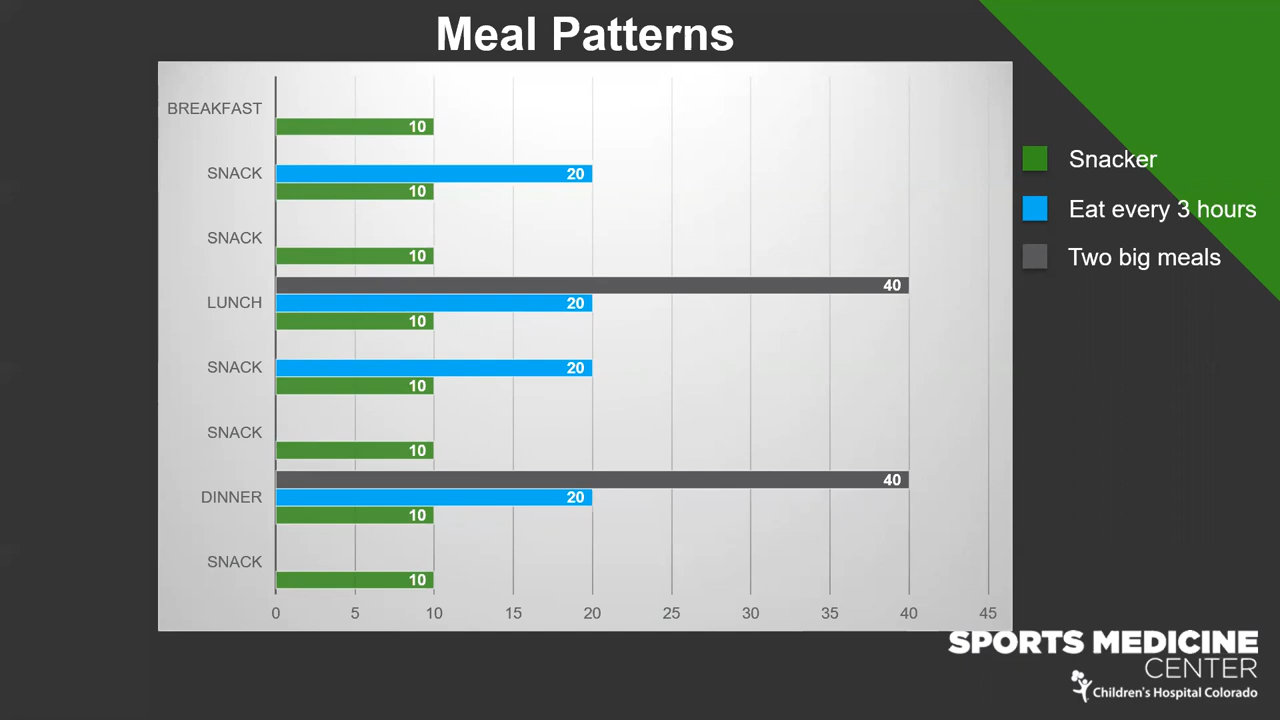 Meal Patterns
BREAKFAST
10
SNACK
20
10
SNACK
10
LUNCH
40
20
10
SNACK
20
10
SNACK
10
DINNER
40
20
10
SNACK
10
0 5 10 15 20 25 30 35 40 45
Snacker
Eat every 3 hours
Two big meals
SPORTS MEDICINE
CENTER
Children's Hospital Colorado